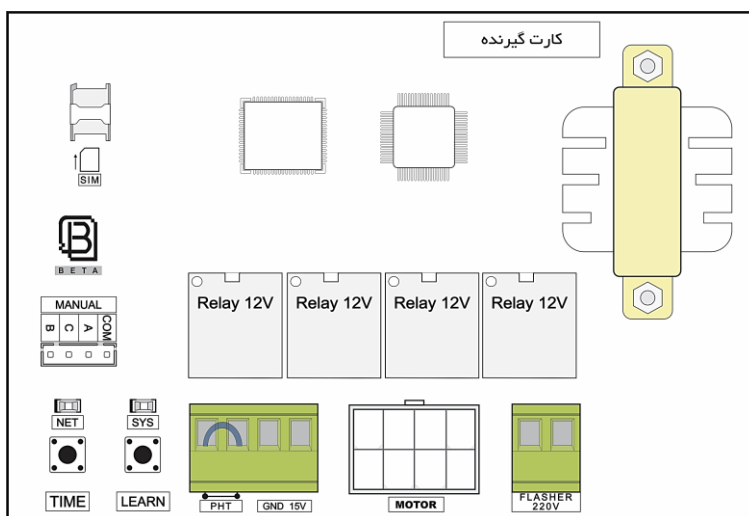 کارت گیرنده
SIM
BETA
MANUAL
B C A COM
Relay 12V
Relay 12V
Relay 12V
Relay 12V
NET
SYS
TIME
LEARN
PHT
GND 15V
MOTOR
FLASHER
220V